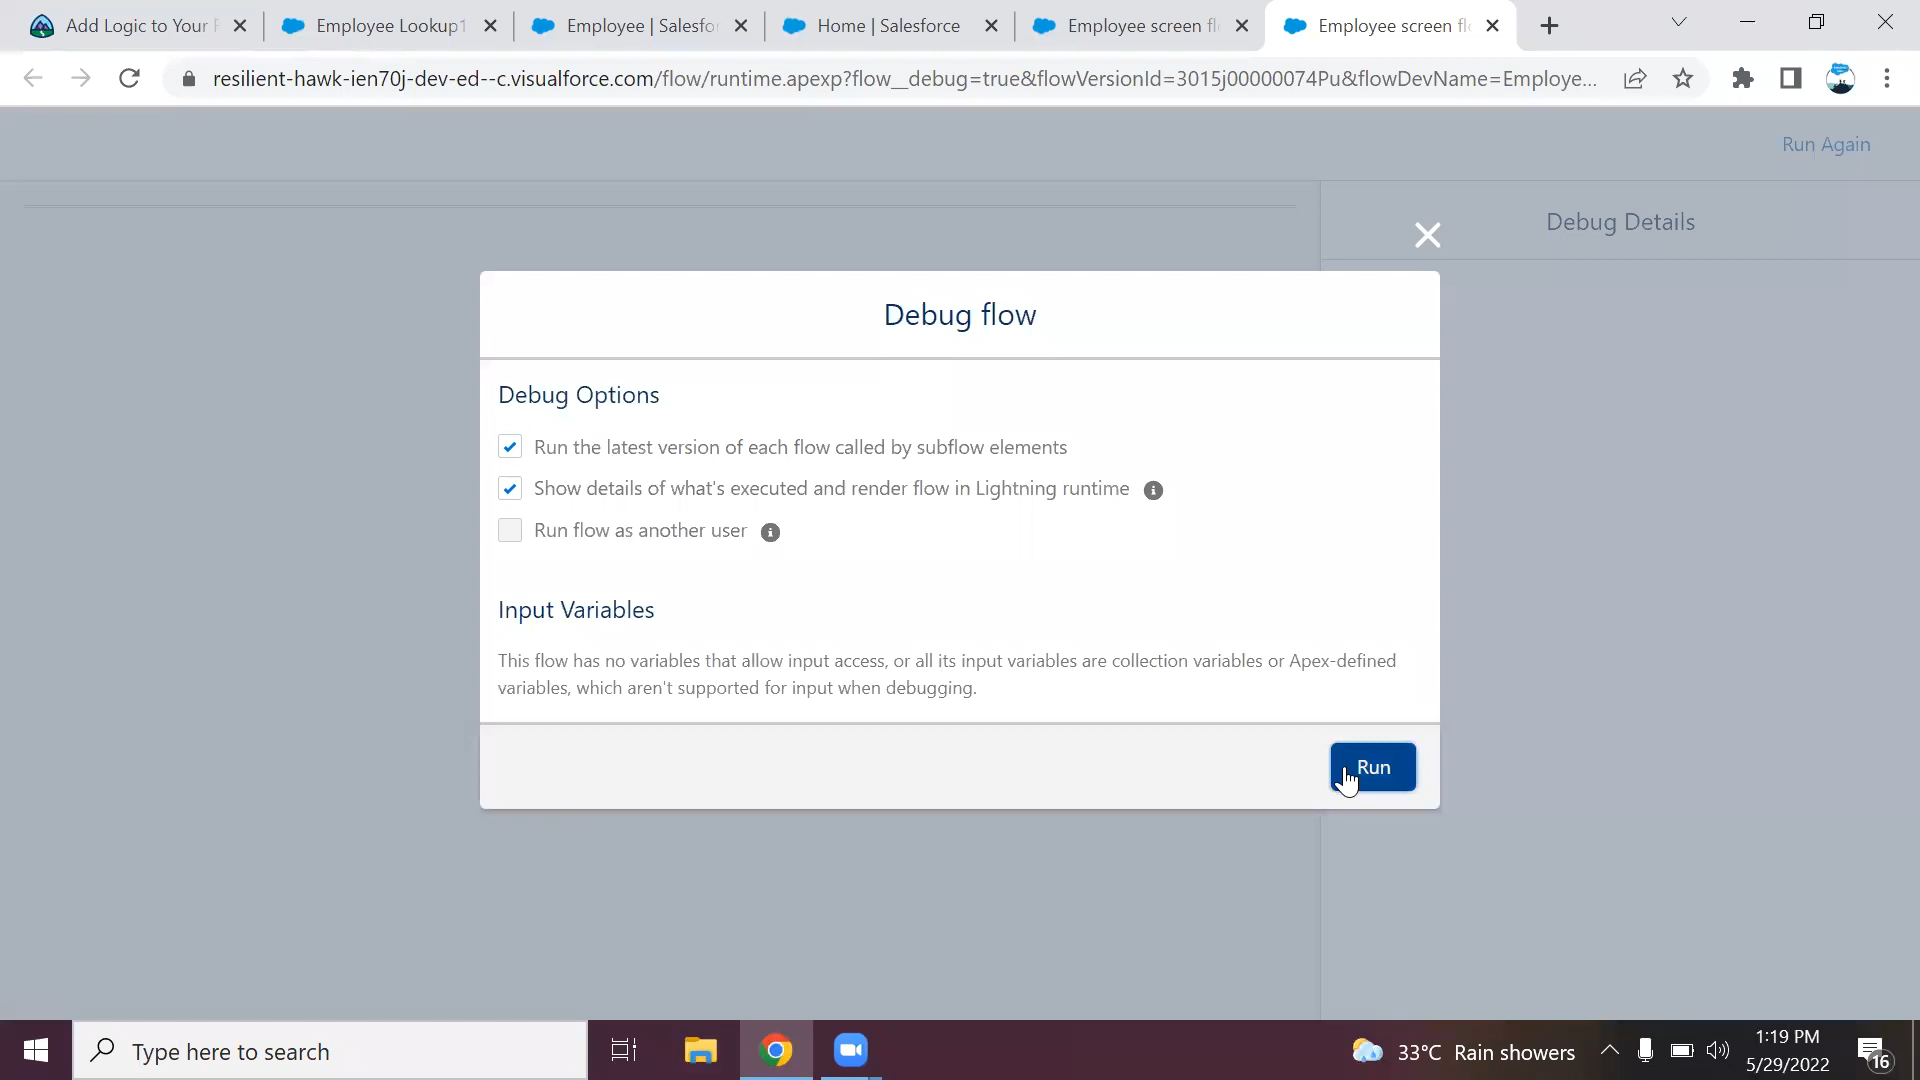 Add Logic to Your F
Employee Lookup1
Employee | Salesfo
Home | Salesforce
Employee screen fl
Employee screen fl
resilient-hawk-ien70j-dev-ed--c.visualforce.com/flow/runtime.apexp?flow__debug=true&flowVersionId=3015j00000074Pu&flowDevName=Employe...
Run Again
Debug Details
Debug flow
Debug Options
Run the latest version of each flow called by subflow elements
Show details of what's executed and render flow in Lightning runtime
Run flow as another user
Input Variables
This flow has no variables that allow input access, or all its input variables are collection variables or Apex-defined
variables, which aren't supported for input when debugging.
Run
Type here to search
33°C Rain showers
1:19 PM
5/29/2022
16